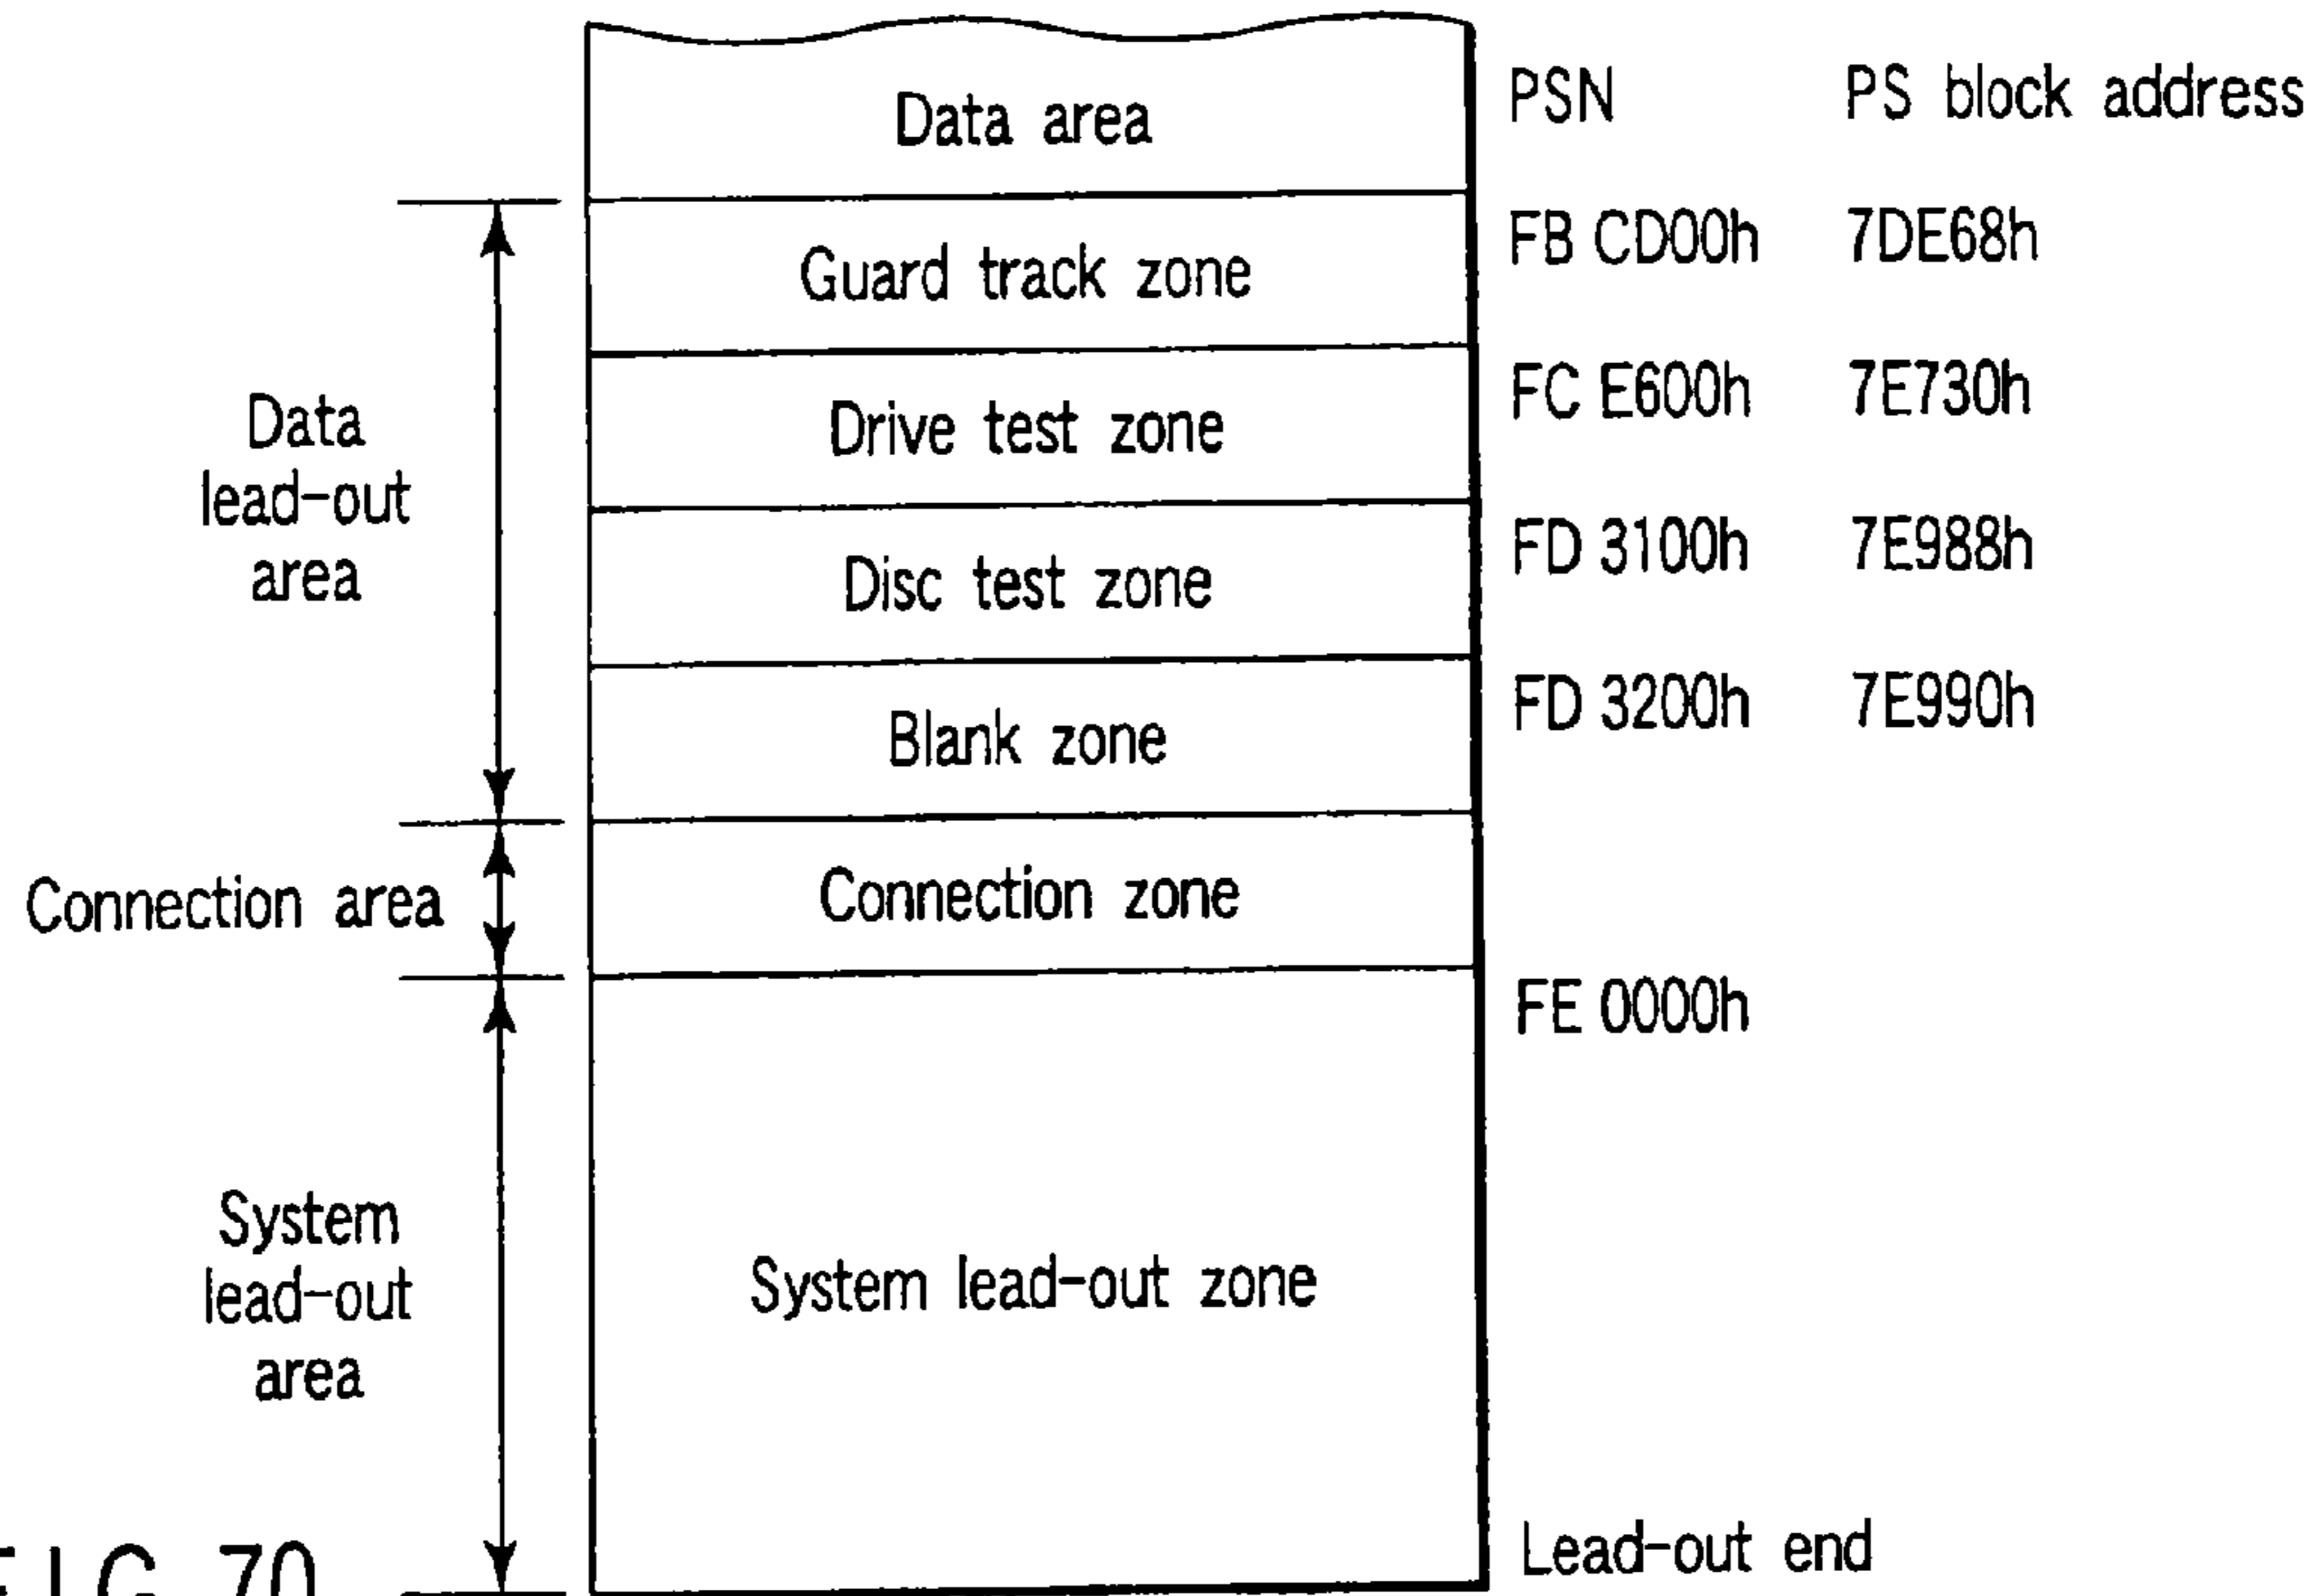 PSN PS block address
Data area
FB CD00h 7DE68h
Guard track zone
FC E600h 7E730h
Drive test zone
Data
lead-out
area
FD 3100h 7E988h
Disc test zone
FD 3200h 7E990h
Blank zone
Connection area
Connection zone
FE 0000h
System
lead-out
area
System lead-out zone
Lead-out end
FIG. 70